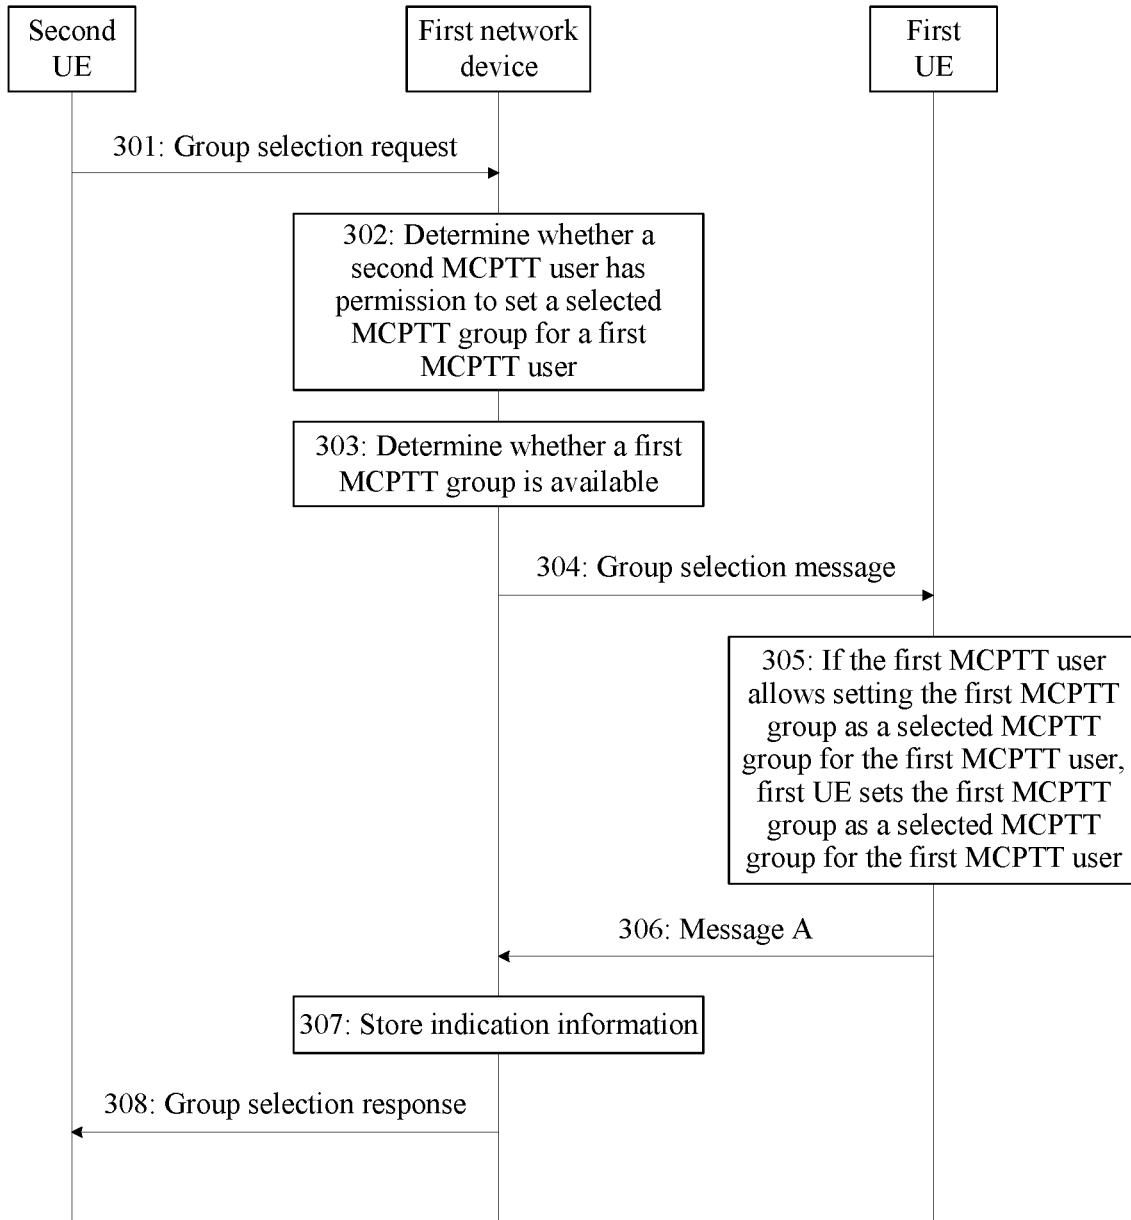 Second
UE
First network
device
First
UE
301: Group selection request
302: Determine whether a
second MCPTT user has
permission to set a selected
MCPTT group for a first
MCPTT user
303: Determine whether a first
MCPTT group is available
304: Group selection message
305: If the first MCPTT user
allows setting the first MCPTT
group as a selected MCPTT
group for the first MCPTT user,
first UE sets the first MCPTT
group as a selected MCPTT
group for the first MCPTT user
306: Message A
307: Store indication information
308: Group selection response